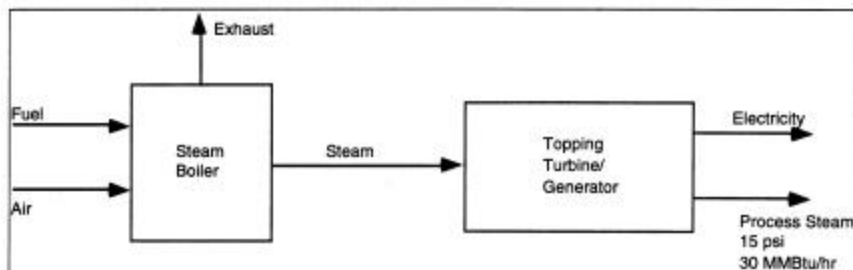 Exhaust
Fuel
Steam
Boiler
Air
Steam
Topping
Turbine/
Generator
Electricity
Process Steam
15 psi
30 MMBtu/hr